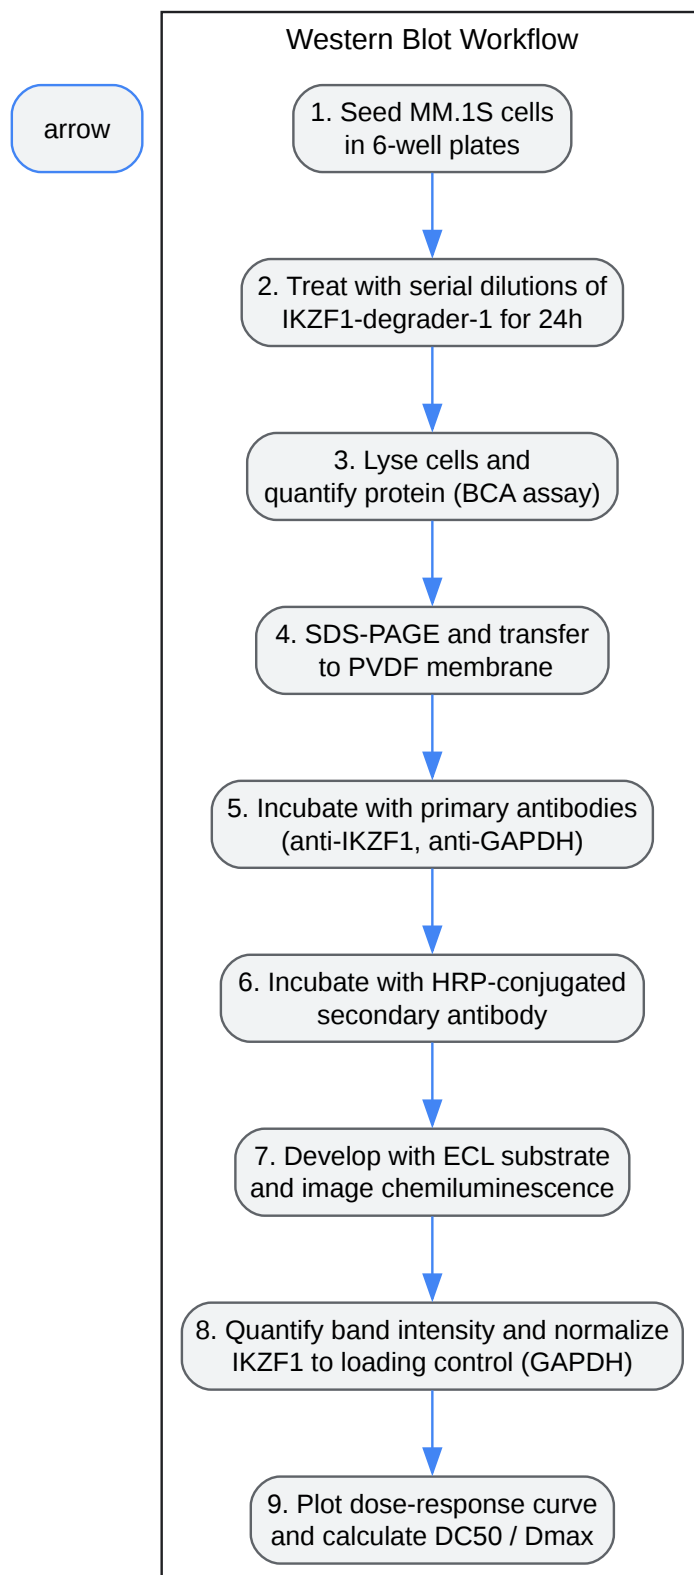 Western Blot Workflow
arrow
1. Seed MM.1S cells
in 6-well plates
2. Treat with serial dilutions of
IKZF1-degrader-1 for 24h
3. Lyse cells and
quantify protein (BCA assay)
4. SDS-PAGE and transfer
to PVDF membrane
5. Incubate with primary antibodies
(anti-IKZF1, anti-GAPDH)
6. Incubate with HRP-conjugated
secondary antibody
7. Develop with ECL substrate
and image chemiluminescence
8. Quantify band intensity and normalize
IKZF1 to loading control (GAPDH)
9. Plot dose-response curve
and calculate DC50 / Dmax